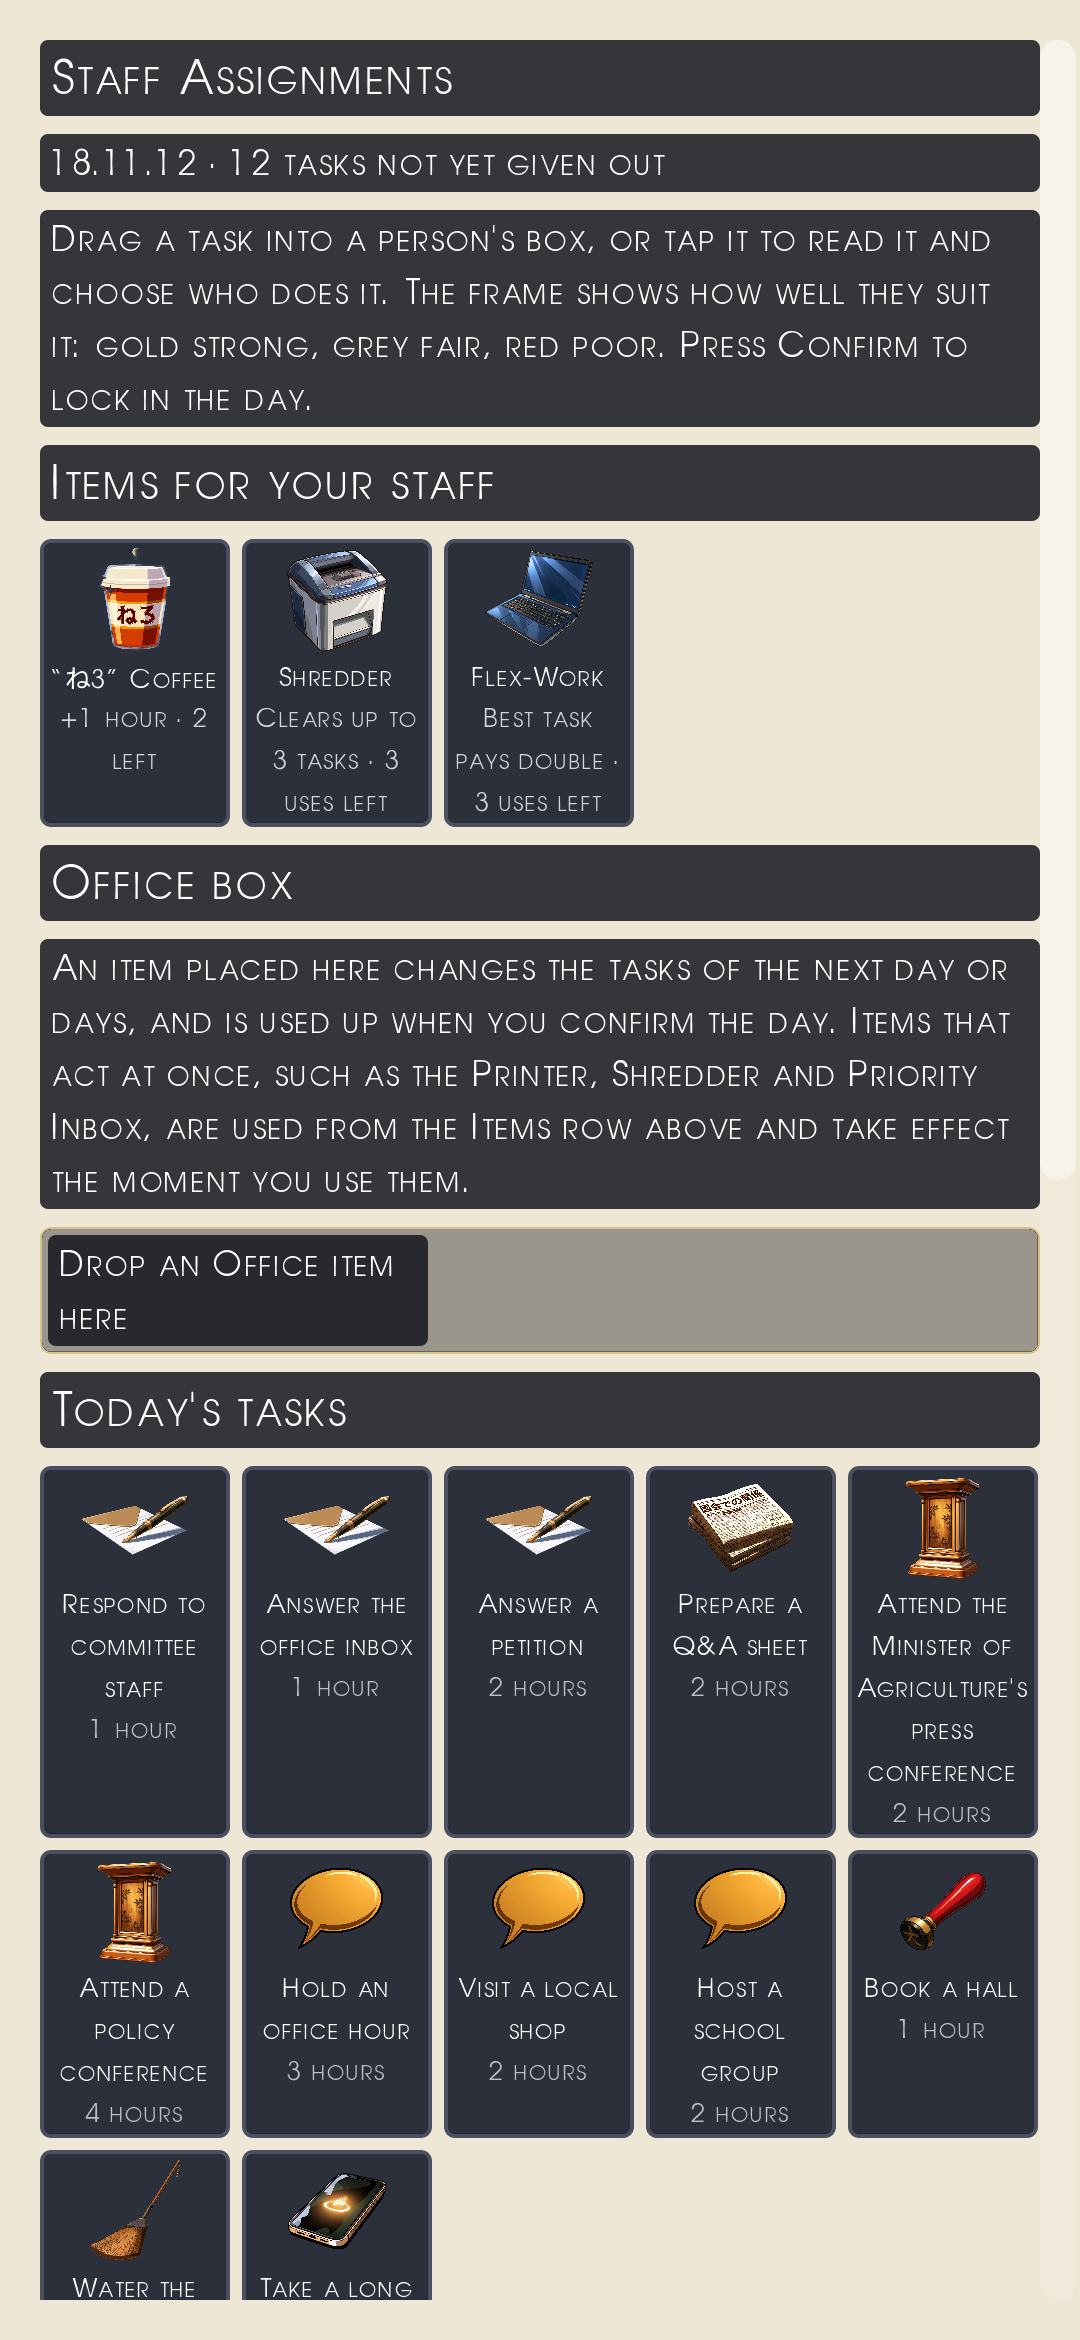 Staff Assignments
18.11.12 · 12 tasks not yet given out
Drag a task into a person's box, or tap it to read it and
choose who does it. The frame shows how well they suit
it: gold strong, grey fair, red poor. Press Confirm to
lock in the day.
Items for your staff
ねろ
“ね3” Coffee
+1 hour · 2
left
Shredder
Clears up to
3 tasks · 3
uses left
Flex-Work
Best task
pays double ·
3 uses left
Office box
An item placed here changes the tasks of the next day or
days, and is used up when you confirm the day. Items that
act at once, such as the Printer, Shredder and Priority
Inbox, are used from the Items row above and take effect
the moment you use them.
Drop an Office item
here
Today's tasks
Respond to
committee
staff
1 hour
Answer the
office inbox
1 hour
Answer a
petition
2 hours
Prepare a
Q&A sheet
2 hours
Attend the
Minister of
Agriculture's
press
conference
2 hours
Attend a
policy
conference
4 hours
Hold an
office hour
3 hours
Visit a local
shop
2 hours
Host a
school
group
2 hours
Book a hall
1 hour
Water the
Take a long